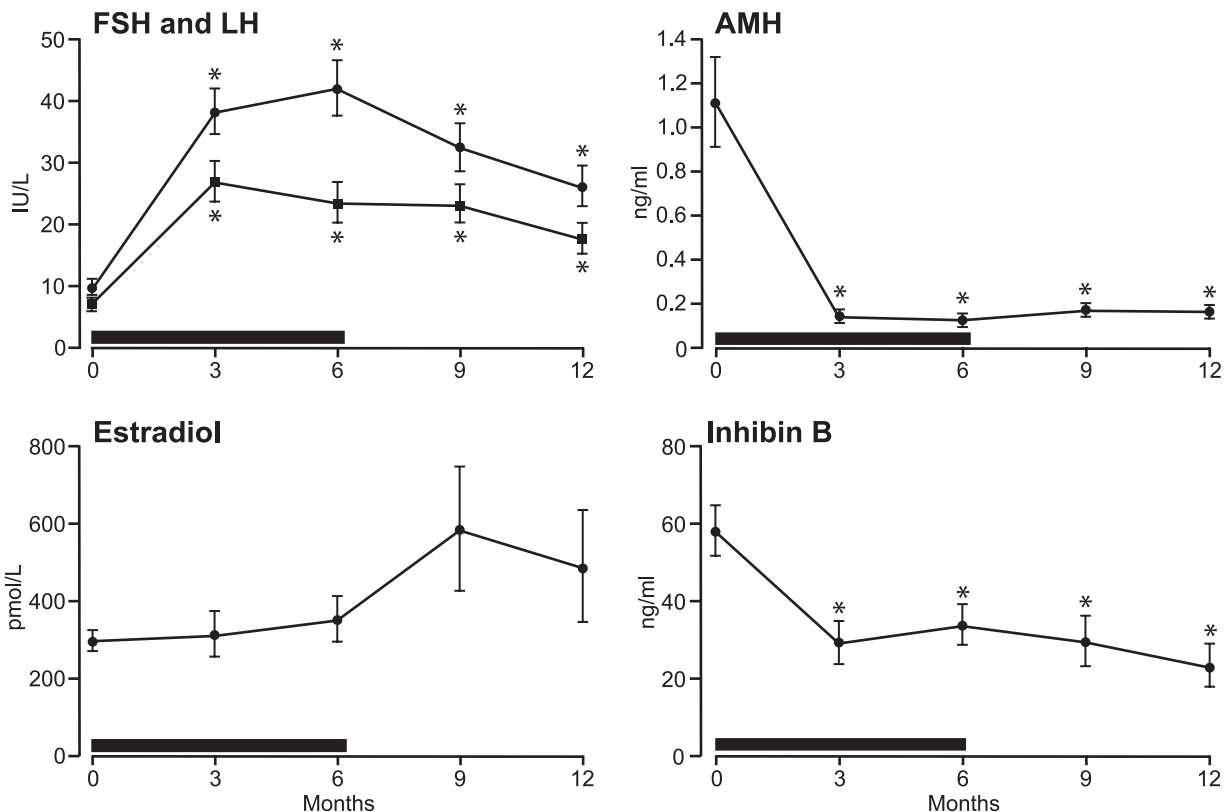 FSH and LH
50
40
30
20
10
0
IU/L
* * * *
* * * *
0 3 6 9 12
AMH
1.4
1.2
1.0
0.8
0.6
0.4
0.2
0
ng/ml
* * * *
0 3 6 9 12
Estradiol
800
600
400
200
0
pmol/L
0 3 6 9 12
Months
Inhibin B
80
60
40
20
0
ng/ml
* * * *
0 3 6 9 12
Months